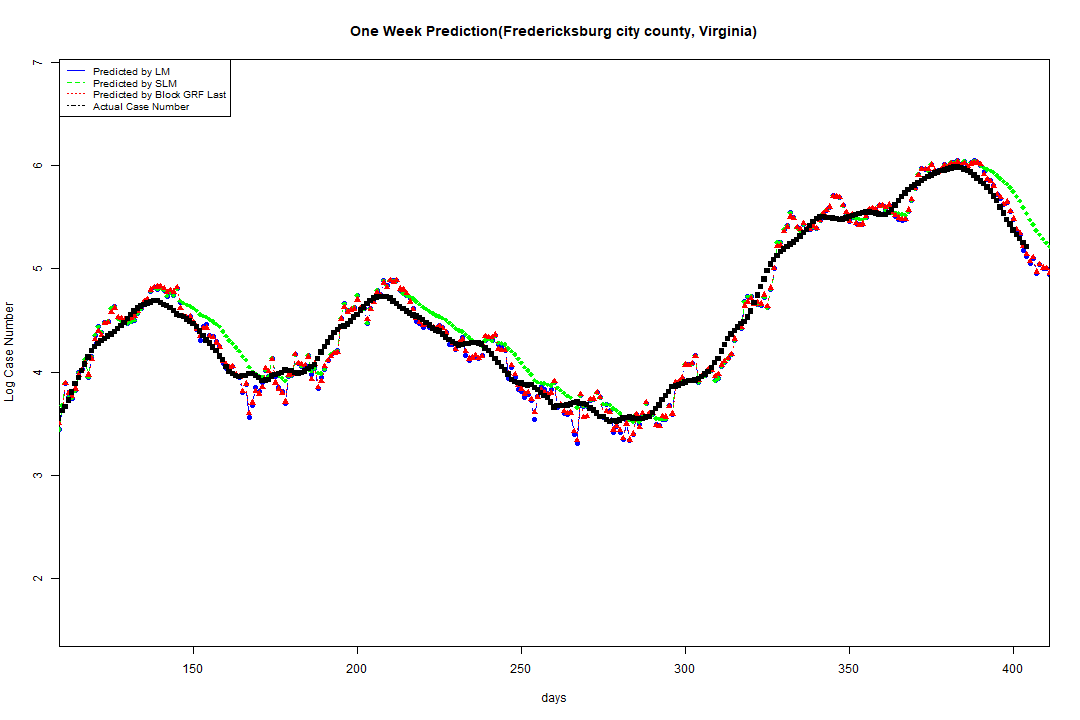 One Week Prediction(Fredericksburg city county, Virginia)
Predicted by LM
Predicted by SLM
Predicted by Block GRF Last
Actual Case Number
7
6
5
4
3
2
Log Case Number
150 200 250 300 350 400
days